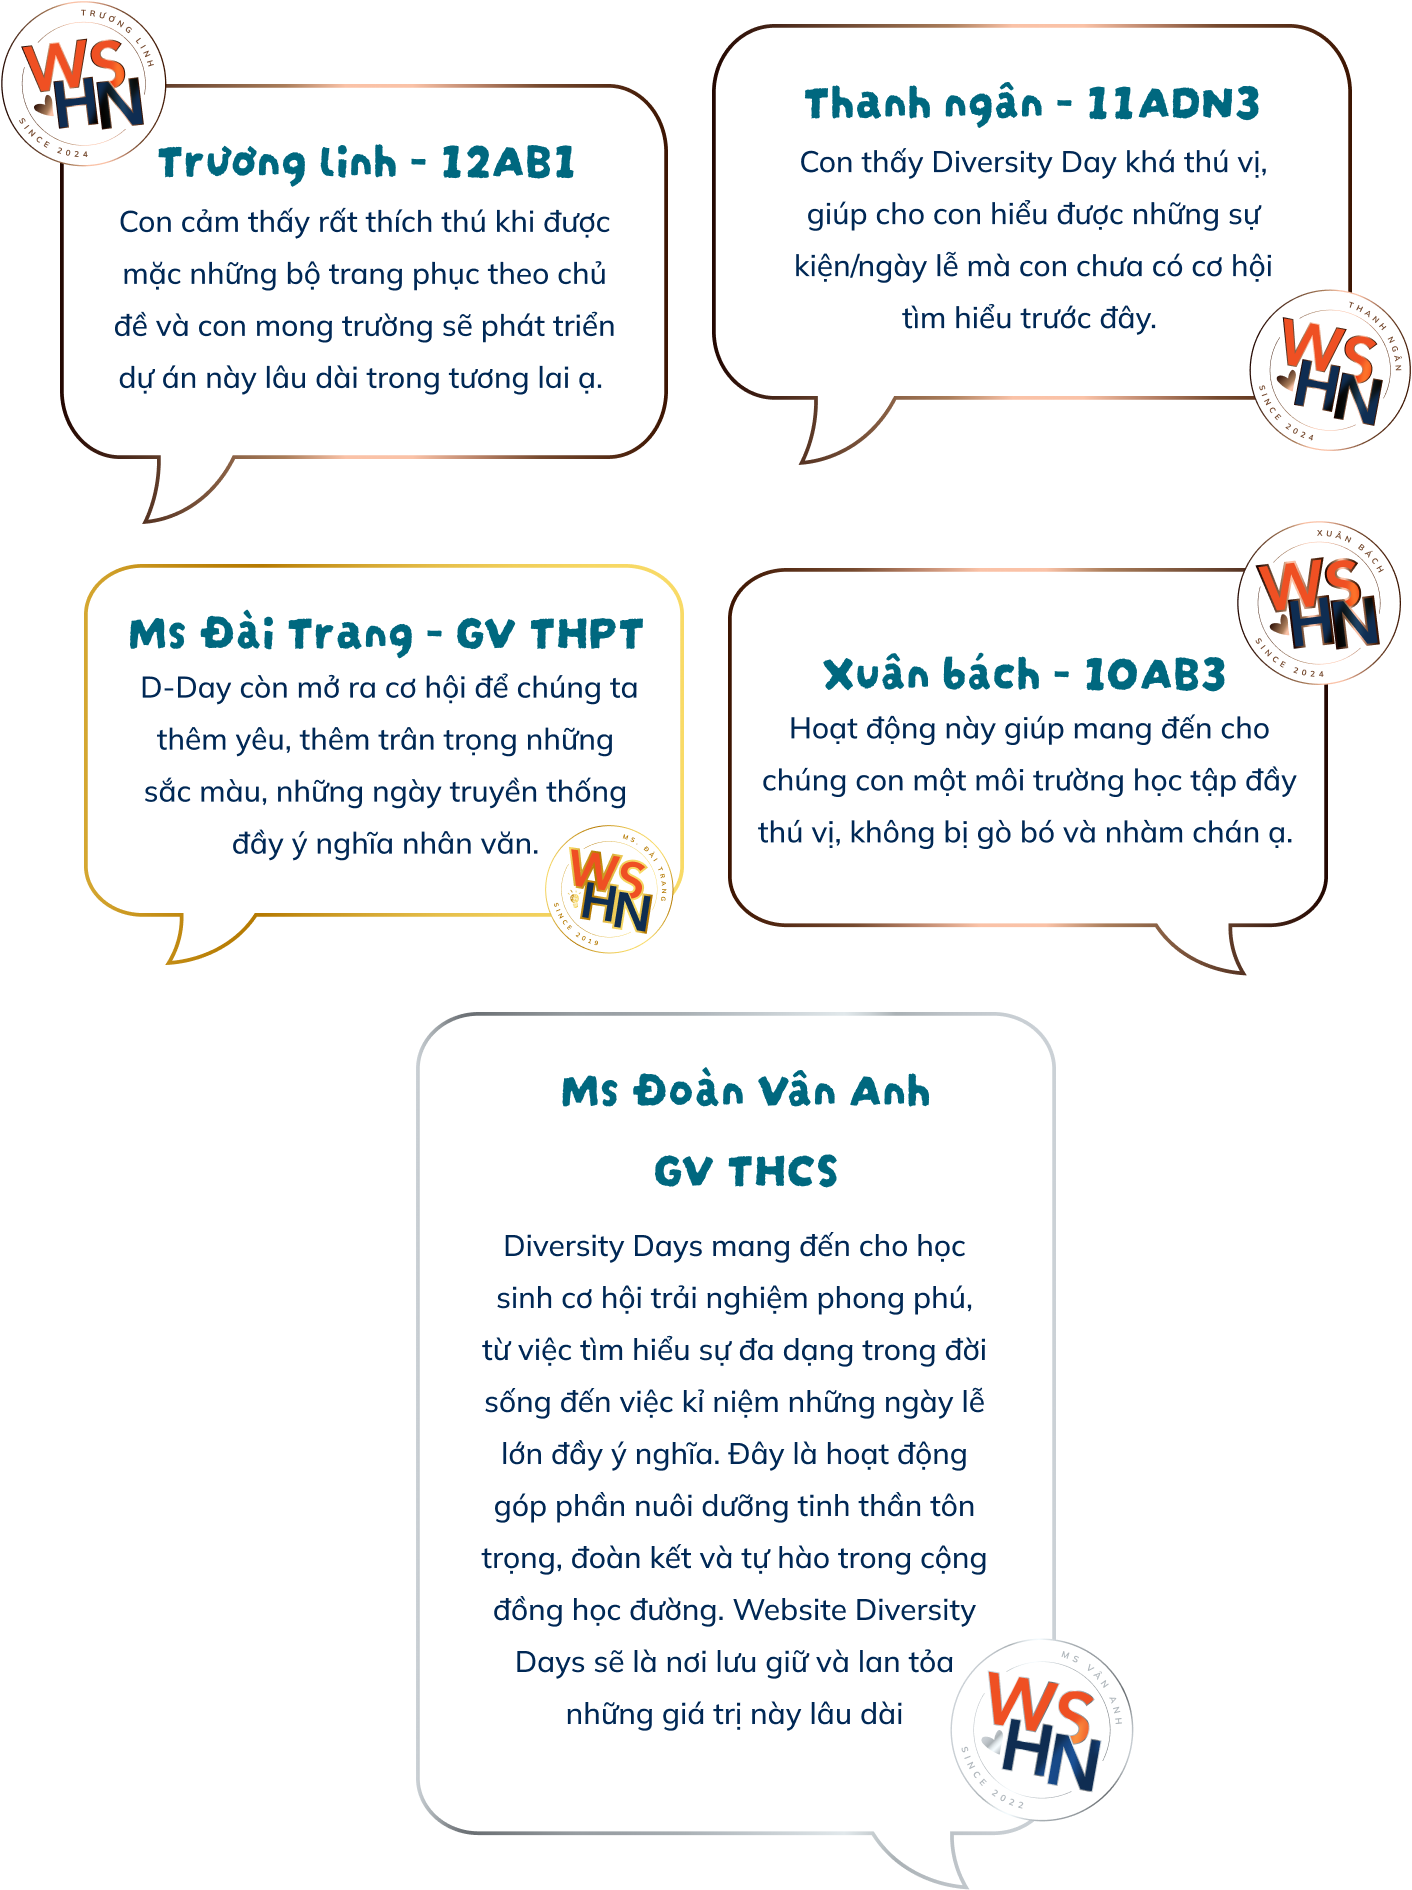 TRƯƠNG LINH
WS
HN
SINCE 2024
Trương linh - 12AB1
Con cảm thấy rất thích thú khi được
mặc những bộ trang phục theo chủ
đề và con mong trường sẽ phát triển
dự án này lâu dài trong tương lai ạ.
Thanh ngân - 11ADN3
Con thấy Diversity Day khá thú vị,
giúp cho con hiểu được những sự
kiện/ngày lễ mà con chưa có cơ hội
tìm hiểu trước đây.
THANH NGÂN
WS
HN
SINCE 2024
Ms Đài Trang - GV THPT
D-Day còn mở ra cơ hội để chúng ta
thêm yêu, thêm trân trọng những
sắc màu, những ngày truyền thống
đầy ý nghĩa nhân văn.
MS. ĐÀI TRANG
WS
HN
SINCE 2019
XUÂN BÁCH
WS
HN
SINCE 2024
Xuân bách - 10AB3
Hoạt động này giúp mang đến cho
chúng con một môi trường học tập đầy
thú vị, không bị gò bó và nhàm chán ạ.
Ms Đoàn Vân Anh
GV THCS
Diversity Days mang đến cho học
sinh cơ hội trải nghiệm phong phú,
từ việc tìm hiểu sự đa dạng trong đời
sống đến việc kỉ niệm những ngày lễ
lớn đầy ý nghĩa. Đây là hoạt động
góp phần nuôi dưỡng tinh thần tôn
trọng, đoàn kết và tự hào trong cộng
đồng học đường. Website Diversity
Days sẽ là nơi lưu giữ và lan tỏa
những giá trị này lâu dài
MS VÂN ANH
WS
HN
SINCE 2022